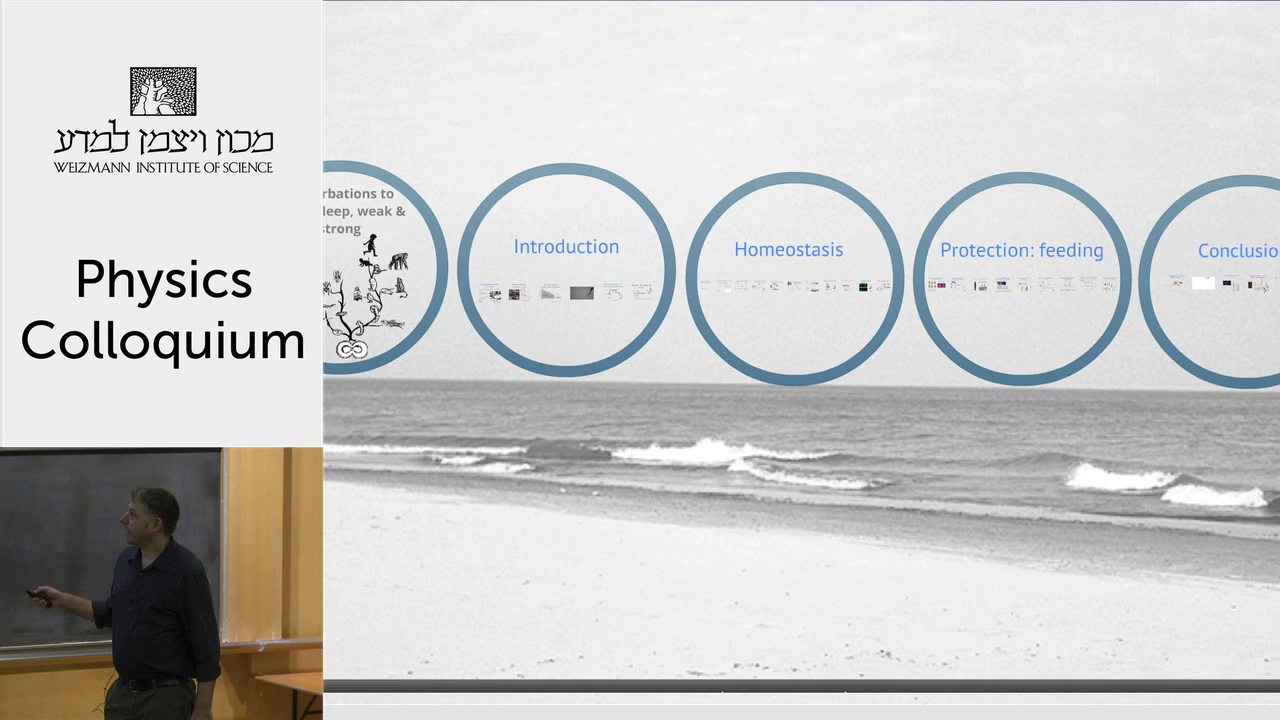 מכון ויצמן למדע
WEIZMANN INSTITUTE OF SCIENCE
Physics
Colloquium
rbations to
leep, weak &
strong
Introduction
Homeostasis
Protection: feeding
Conclusio